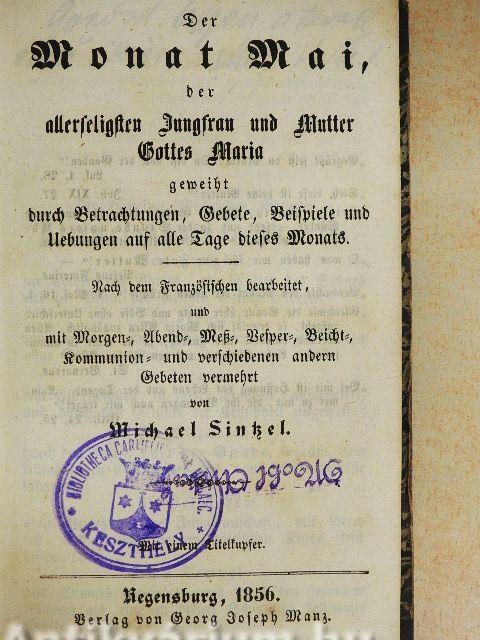 Der
Monat Mai,
der
allerseligsten Jungfrau und Mutter
Gottes Maria
geweiht
durch Betrachtungen, Gebete, Beispiele und
Uebungen auf alle Tage dieses Monats.
Nach dem Französischen bearbeitet,
und
mit Morgen-, Abend-, Meß-, Vesper-, Beicht-,
Kommunion- und verschiedenen andern
Gebeten vermehrt
von
Michael Sintzel.
BIBLIOTHECA
KESZTHELY
Mit einem Titelkupfer.
Regensburg, 1856.
Verlag von Georg Joseph Manz.